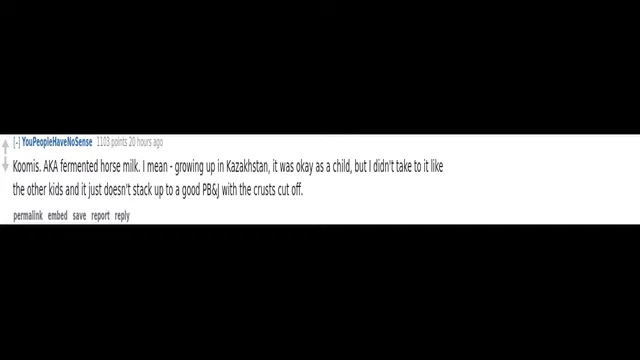 [-] YouPeopleHaveNoSense 1103 points 20 hours ago
Koomis. AKA fermented horse milk. I mean - growing up in Kazakhstan, it was okay as a child, but I didn't take to it like
the other kids and it just doesn't stack up to a good PB&J with the crusts cut off.
permalink embed save report reply